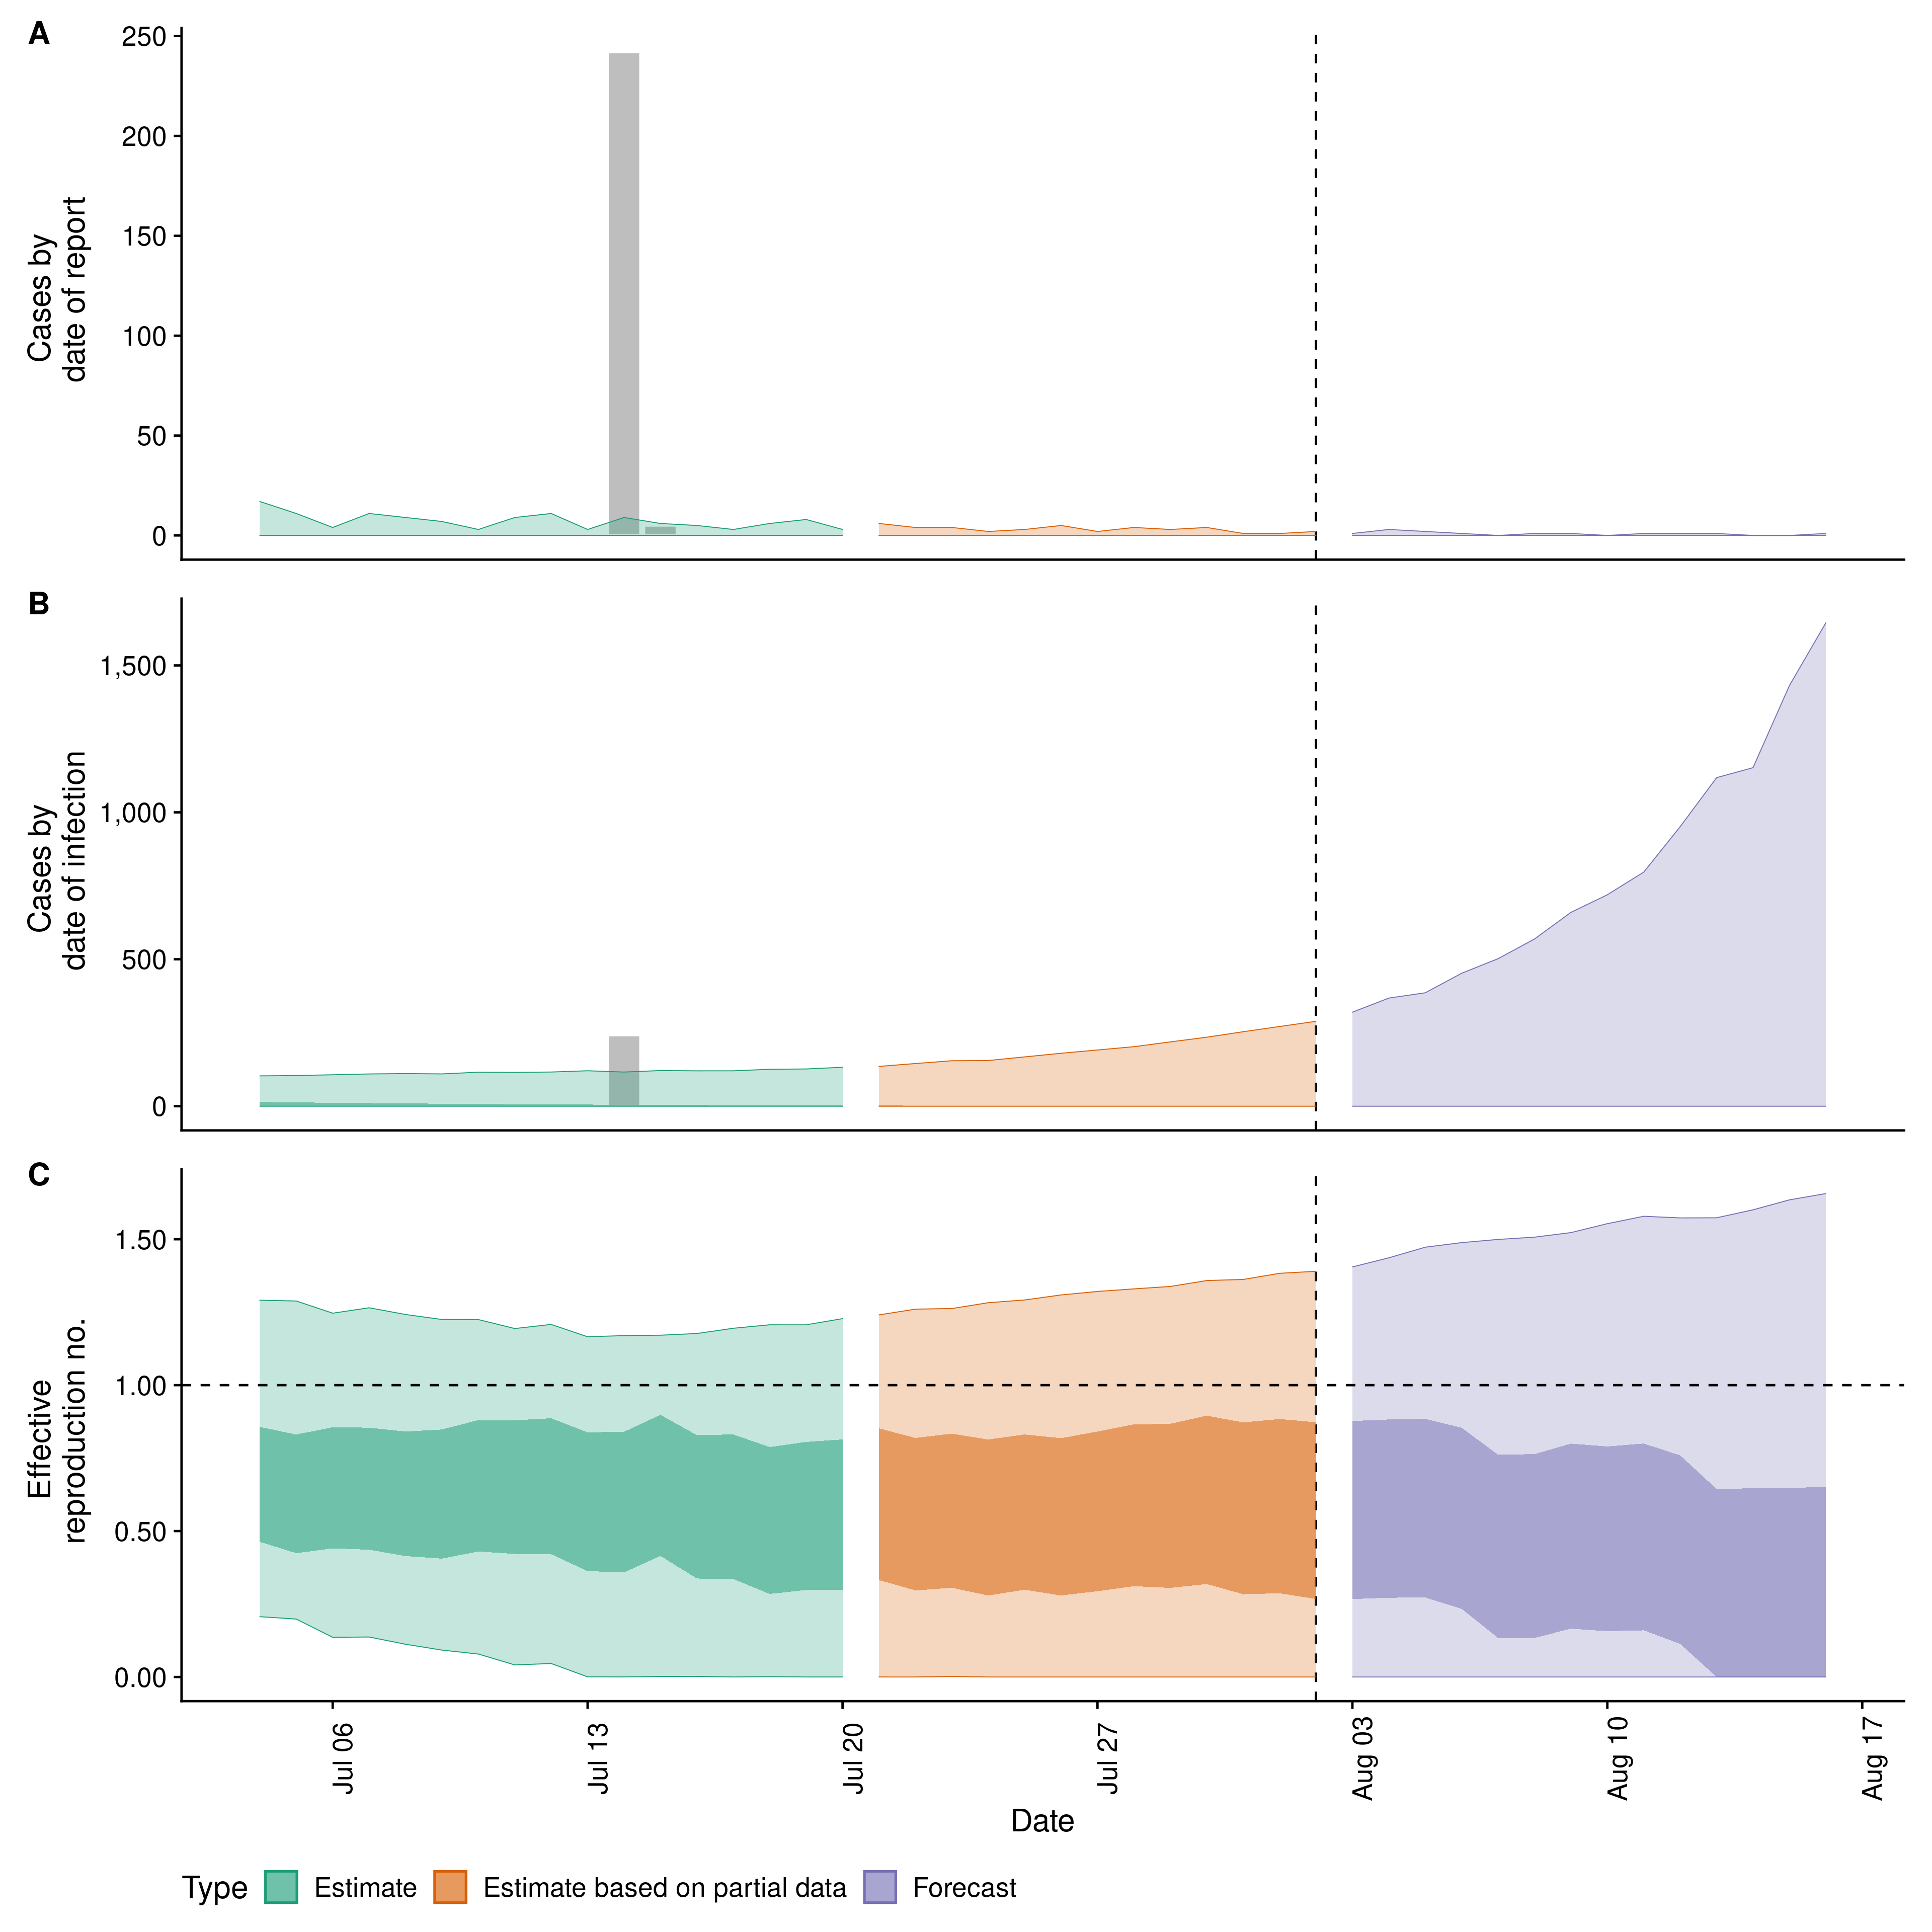 A
250
200
150
100
50
0
Cases by
date of report
B
1,500
1,000
500
0
Cases by
date of infection
C
1.50
1.00
0.50
0.00
Effective
reproduction no.
Jul 06
Jul 13
Jul 20
Jul 27
Aug 03
Aug 10
Aug 17
Date
Type Estimate Estimate based on partial data Forecast